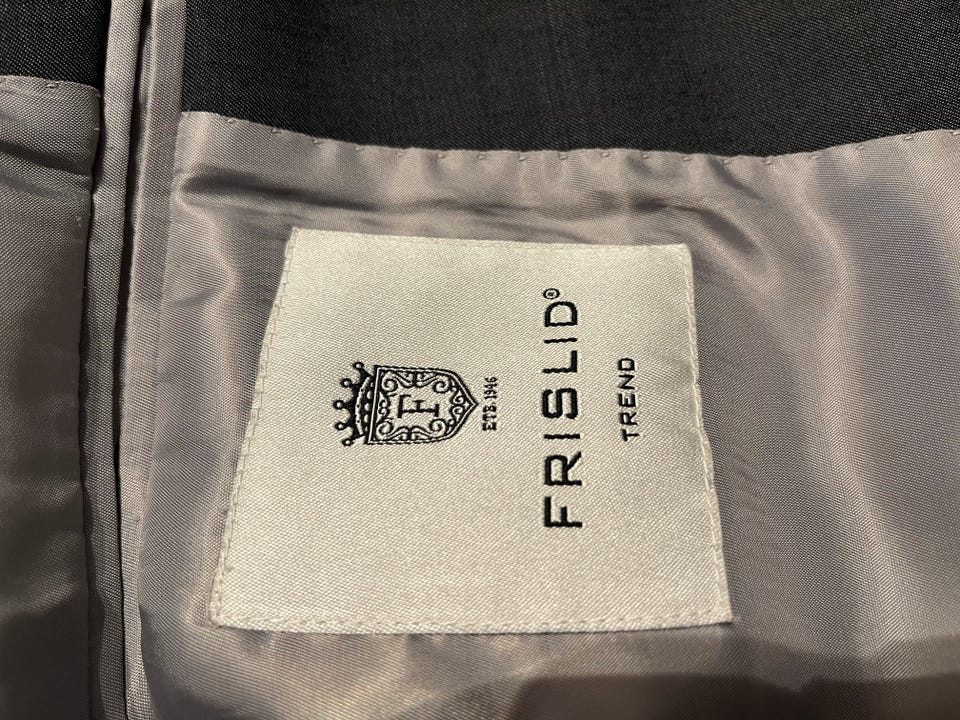 F
ETB. 1946
FRISLID®
TREND